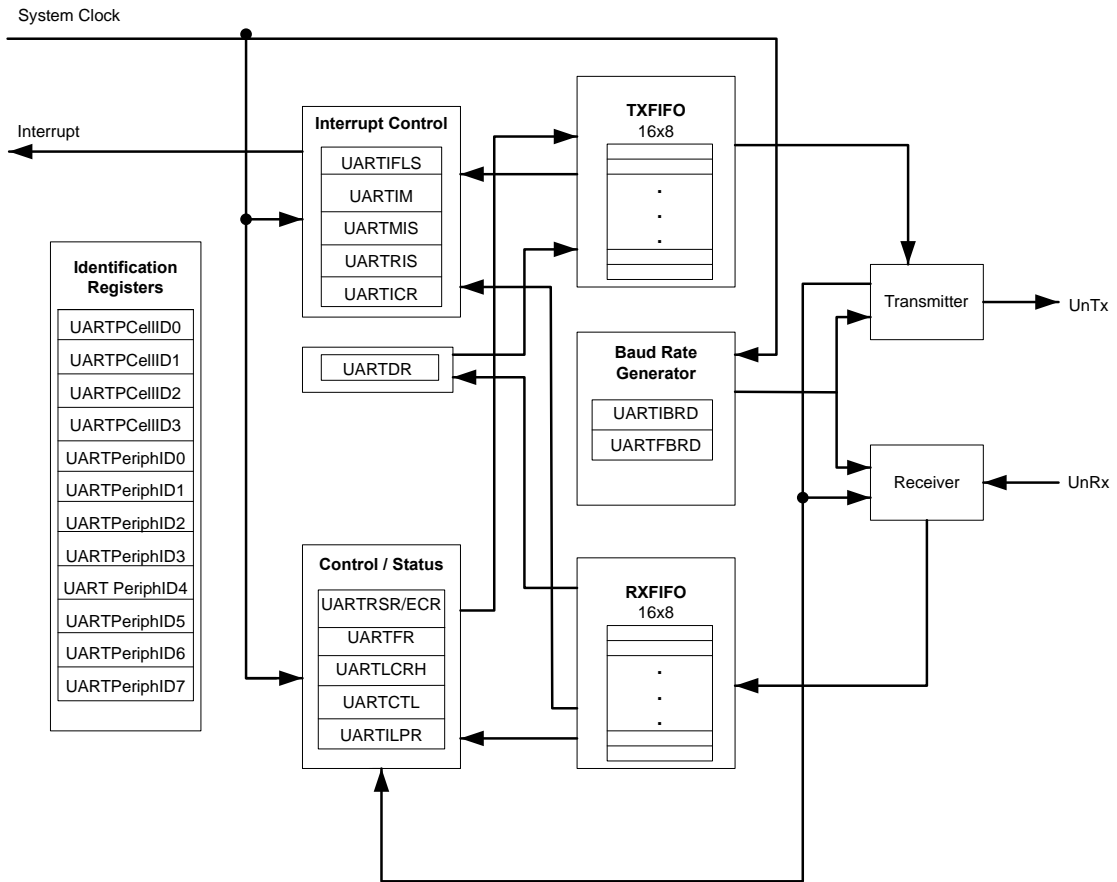 System Clock
Interrupt
Identification
Registers
UARTPCellID0
UARTPCellID1
UARTPCellID2
UARTPCellID3
UARTPeriphID0
UARTPeriphID1
UARTPeriphID2
UARTPeriphID3
UART PeriphID4
UARTPeriphID5
UARTPeriphID6
UARTPeriphID7
Interrupt Control
UARTIFLS
UARTIM
UARTMIS
UARTRIS
UARTICR
UARTDR
Control / Status
UARTRSR/ECR
UARTFR
UARTLCRH
UARTCTL
UARTILPR
TXFIFO
16x8
.
.
.
Baud Rate
Generator
UARTIBRD
UARTFBRD
RXFIFO
16x8
.
.
.
Transmitter
UnTx
Receiver
UnRx